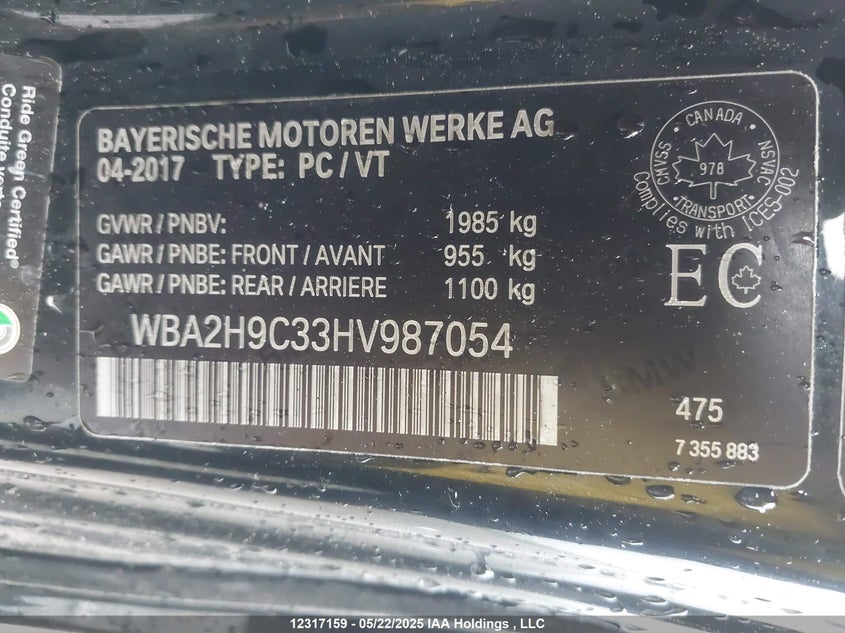 Ride Green Certified®
BAYERISCHE MOTOREN WERKE AG
04-2017 TYPE: PC / VT
GVWR / PNBV: 1985 kg
GAWR / PNBE: FRONT / AVANT 955 kg
GAWR / PNBE: REAR / ARRIERE 1100 kg
WBA2H9C33HV987054
CANADA
CMVSS
NSVAC
978
TRANSPORT
Complies with ICES-002
EC
475
7 355 883
12317159 - 05/22/2025 IAA Holdings , LLC